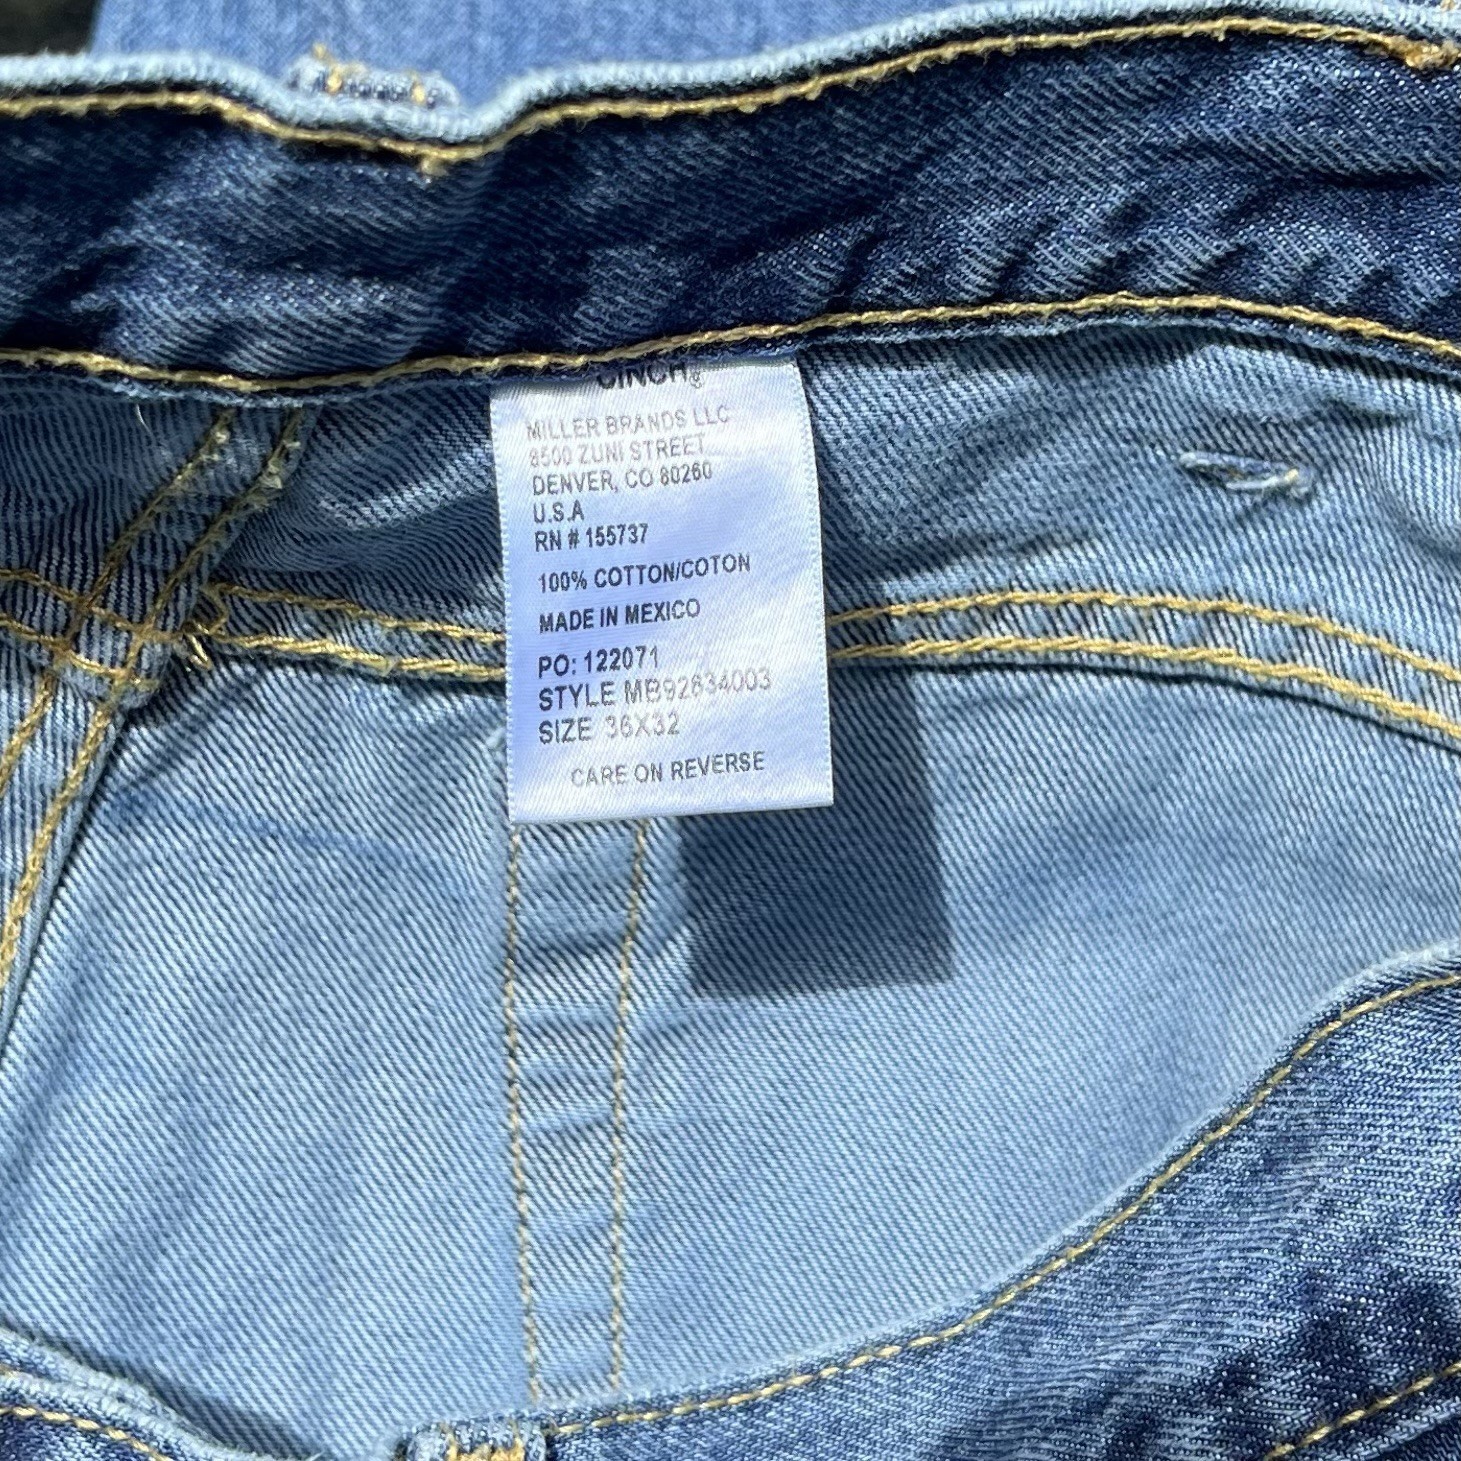 CINCH®
MILLER BRANDS LLC
8500 ZUNI STREET
DENVER, CO 80260
U.S.A
RN # 155737
100% COTTON/COTON
MADE IN MEXICO
PO: 122071
STYLE MB92834003
SIZE 36X32
CARE ON REVERSE